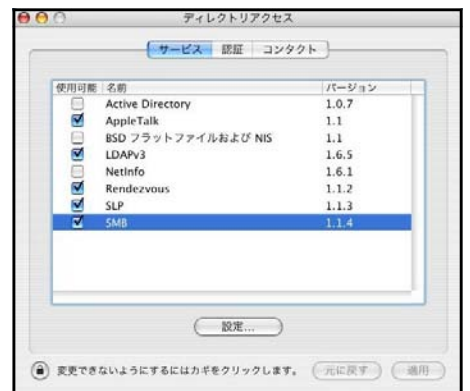 ディレクトリアクセス
サービス 認証 コンタクト
使用可能 名前 バージョン
Active Directory 1.0.7
AppleTalk 1.1
BSD フラットファイルおよび NIS 1.1
LDAPv3 1.6.5
NetInfo 1.6.1
Rendezvous 1.1.2
SLP 1.1.3
SMB 1.1.4
設定...
変更できないようにするにはカギをクリックします。 元に戻す 適用